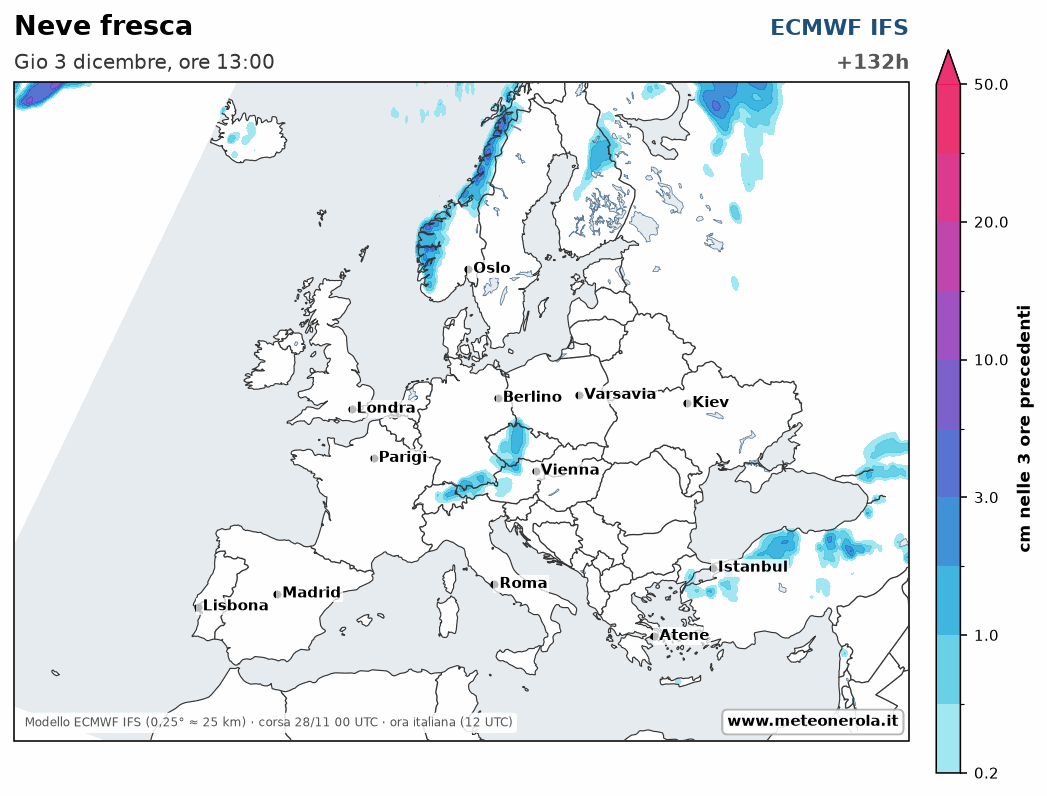 Neve fresca
ECMWF IFS
Gio 3 dicembre, ore 13:00
+132h
50.0
20.0
10.0
3.0
1.0
0.2
cm nelle 3 ore precedenti
Oslo
Berlino
Varsavia
Kiev
Londra
Parigi
Vienna
Istanbul
Roma
Madrid
Lisbona
Atene
Modello ECMWF IFS (0,25° ≈ 25 km) · corsa 28/11 00 UTC · ora italiana (12 UTC)
www.meteonerola.it